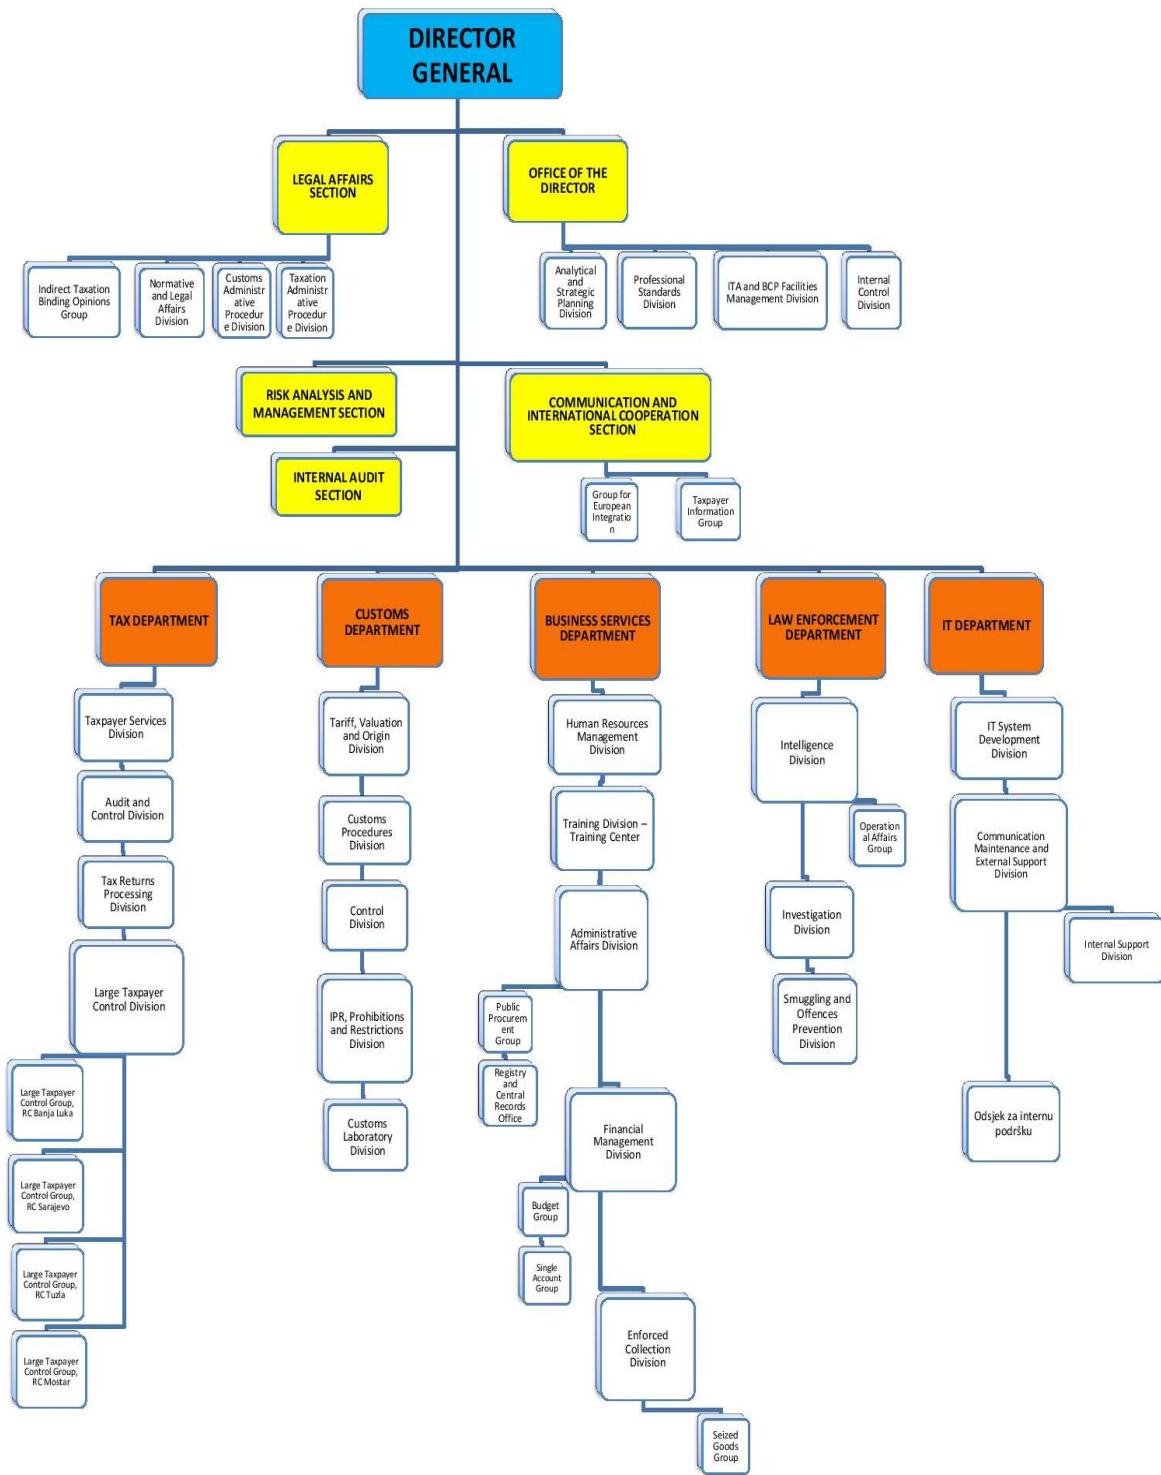 DIRECTOR
GENERAL
LEGAL AFFAIRS
SECTION
OFFICE OF THE
DIRECTOR
Indirect Taxation
Binding Opinions
Group
Normative
and Legal
Affairs
Division
Customs
Administr
ative
Procedur
e Division
Taxation
Administr
ative
Procedur
e Division
Analytical
and
Strategic
Planning
Division
Professional
Standards
Division
ITA and BCP Facilities
Management Division
Internal
Control
Division
RISK ANALYSIS AND
MANAGEMENT SECTION
COMMUNICATION AND
INTERNATIONAL COOPERATION
SECTION
INTERNAL AUDIT
SECTION
Group for
European
Integratio
n
Taxpayer
Information
Group
TAX DEPARTMENT
CUSTOMS
DEPARTMENT
BUSINESS SERVICES
DEPARTMENT
LAW ENFORCEMENT
DEPARTMENT
IT DEPARTMENT
Taxpayer Services
Division
Audit and
Control Division
Tax Returns
Processing
Division
Large Taxpayer
Control Division
Large Taxpayer
Control Group,
RC Banja Luka
Large Taxpayer
Control Group,
RC Sarajevo
Large Taxpayer
Control Group,
RC Tuzla
Large Taxpayer
Control Group,
RC Mostar
Tariff, Valuation
and Origin
Division
Customs
Procedures
Division
Control
Division
IPR, Prohibitions
and Restrictions
Division
Customs
Laboratory
Division
Human Resources
Management
Division
Training Division –
Training Center
Administrative
Affairs Division
Public
Procurem
ent
Group
Registry
and
Central
Records
Office
Financial
Management
Division
Budget
Group
Single
Account
Group
Enforced
Collection
Division
Seized
Goods
Group
Intelligence
Division
Operation
al Affairs
Group
Investigation
Division
Smuggling and
Offences
Prevention
Division
IT System
Development
Division
Communication
Maintenance and
External Support
Division
Internal Support
Division
Odsjek za internu
podršku